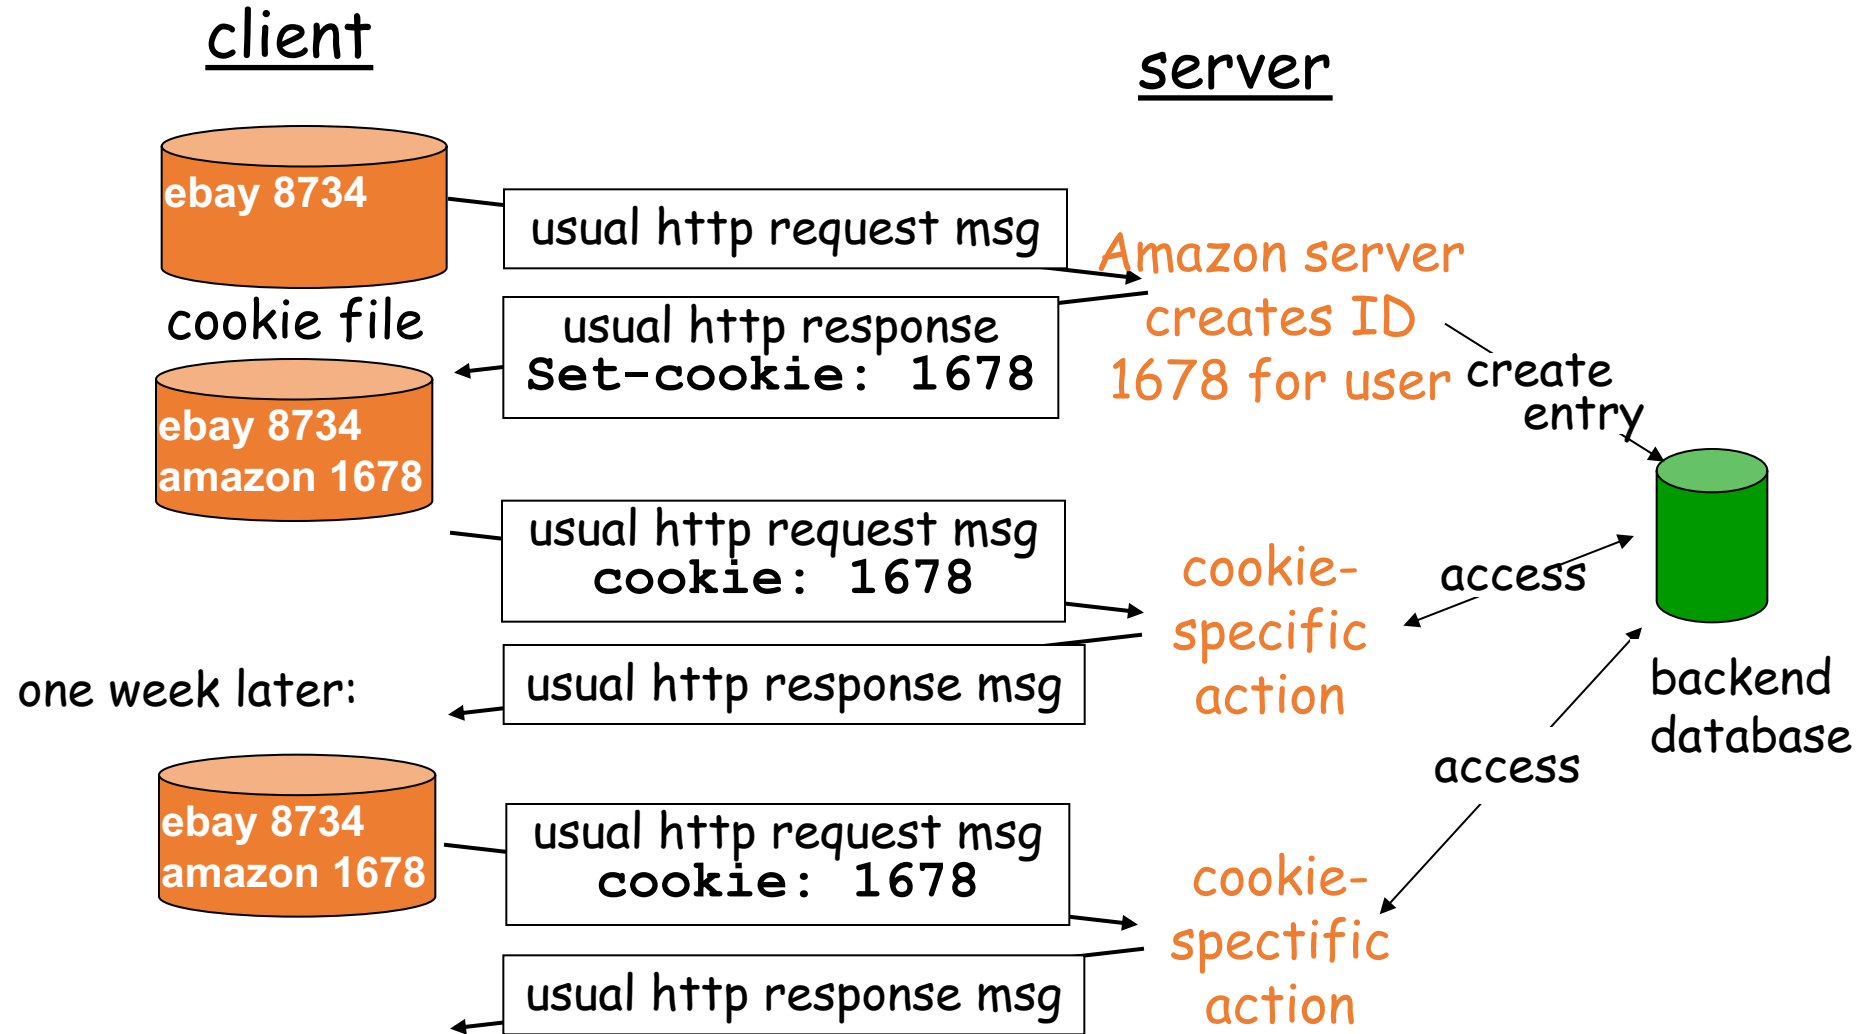 client
server
ebay 8734
usual http request msg
Amazon server
creates ID
1678 for user
cookie file
usual http response
Set-cookie: 1678
create
entry
ebay 8734
amazon 1678
usual http request msg
cookie: 1678
cookie-
specific
action
access
usual http response msg
one week later:
backend
database
access
ebay 8734
amazon 1678
usual http request msg
cookie: 1678
cookie-
spectific
action
usual http response msg